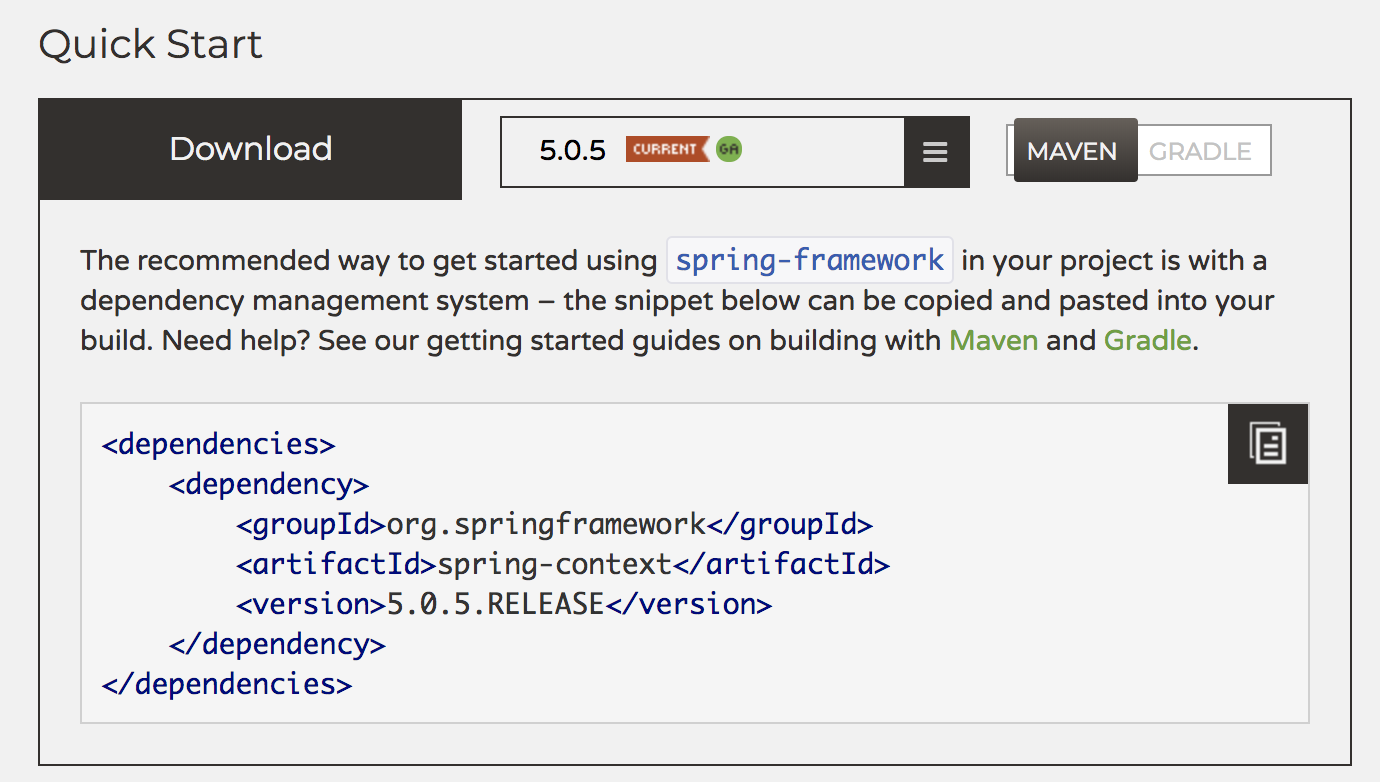 Quick Start
Download
5.0.5 CURRENT GA
MAVEN GRADLE
The recommended way to get started using spring-framework in your project is with a
dependency management system – the snippet below can be copied and pasted into your
build. Need help? See our getting started guides on building with Maven and Gradle.
<dependencies>
    <dependency>
        <groupId>org.springframework</groupId>
        <artifactId>spring-context</artifactId>
        <version>5.0.5.RELEASE</version>
    </dependency>
</dependencies>